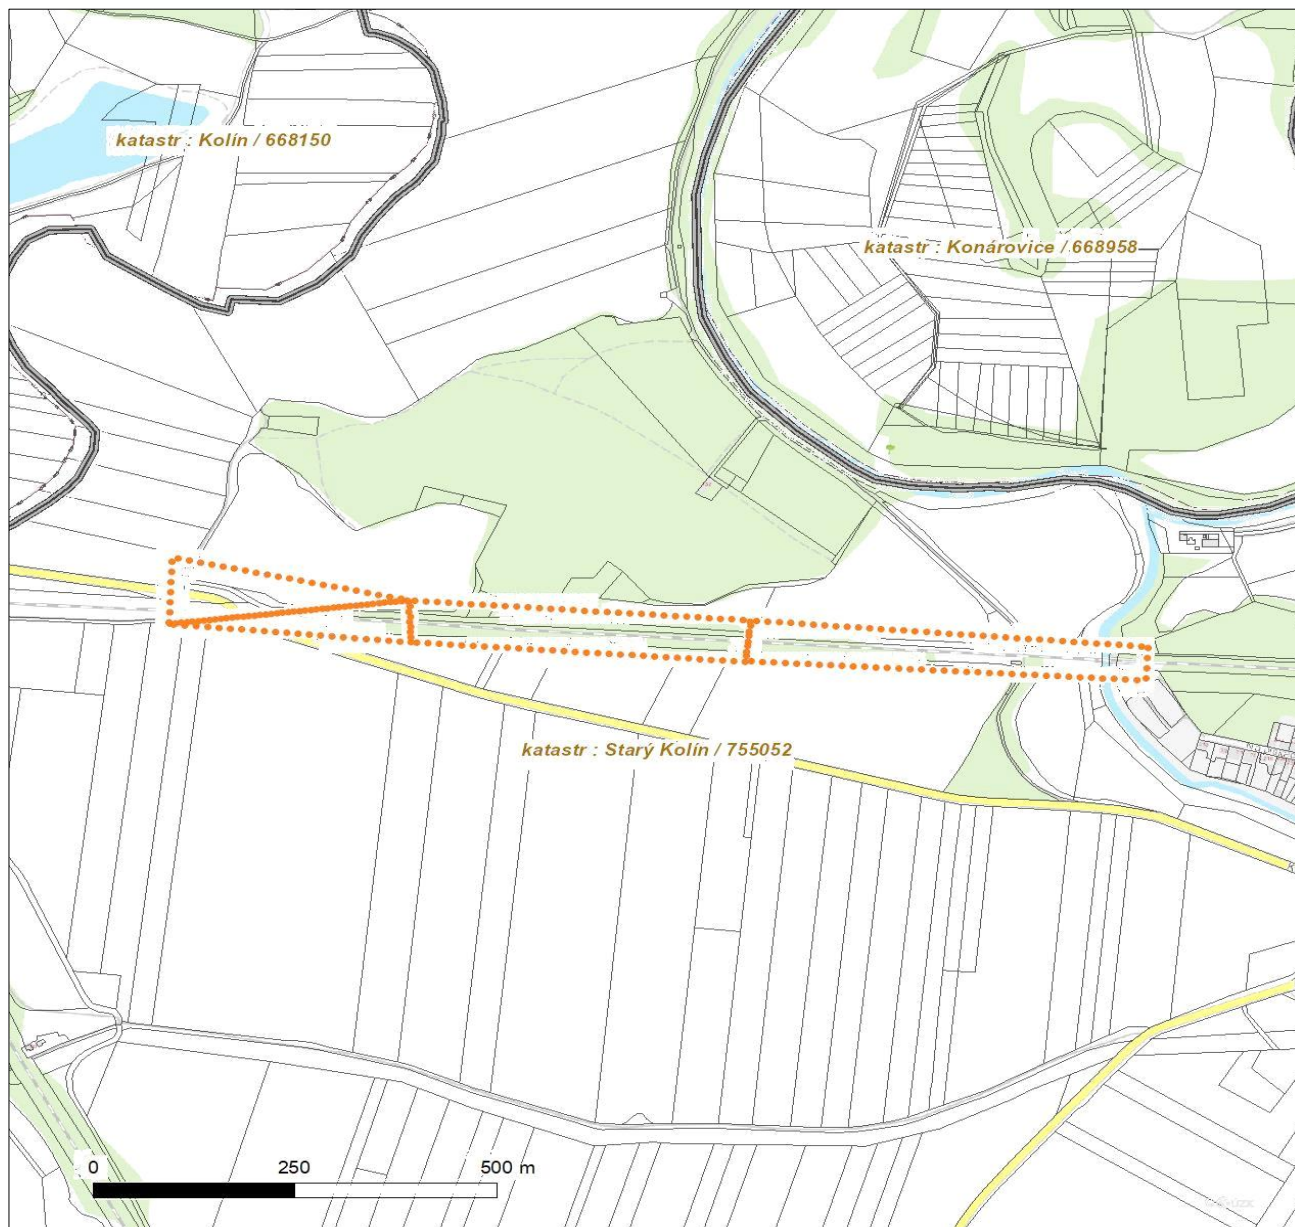 katastr : Kolín / 668150
katastr : Konárovice / 668958
katastr : Starý Kolín / 755052
0 250 500 m